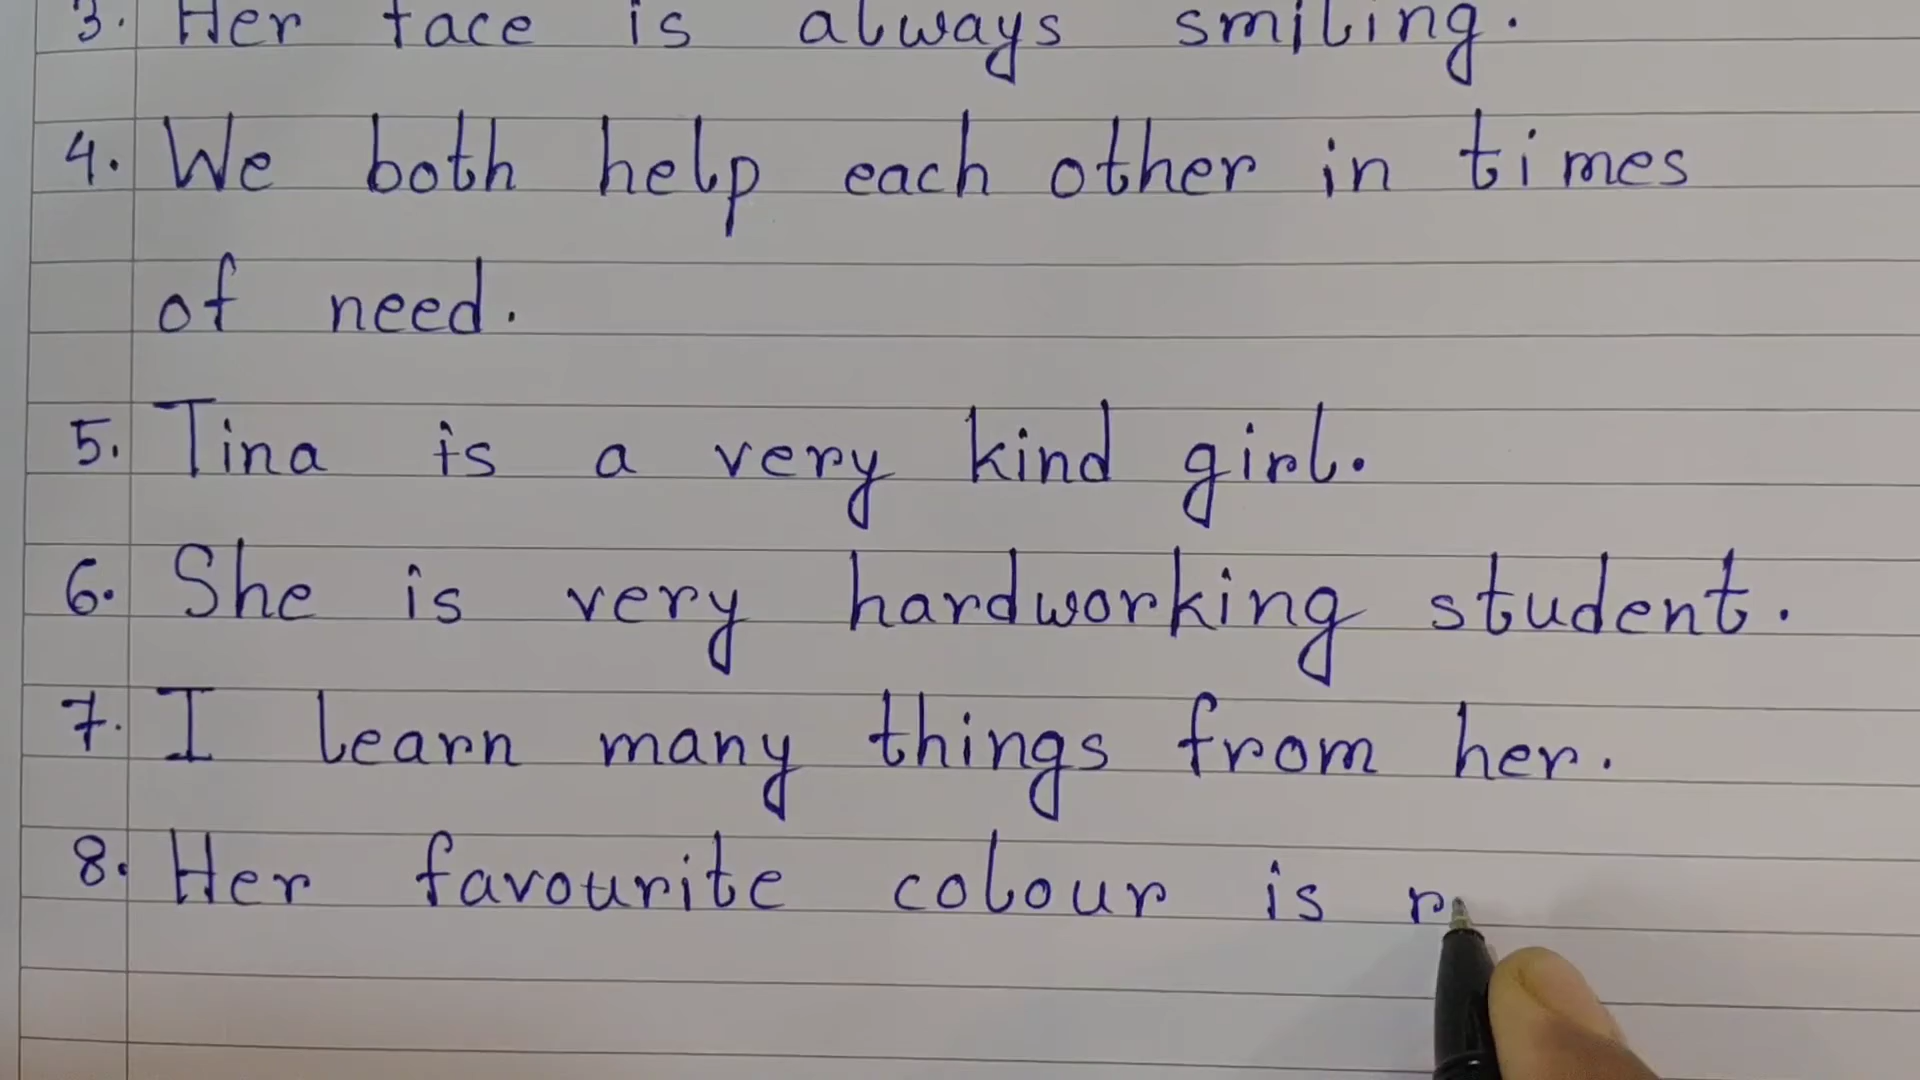 3. Her face is always smiling.
4. We both help each other in times
of need.
5. Tina is a very kind girl.
6. She is very hardworking student.
7. I learn many things from her.
8. Her favourite colour is r